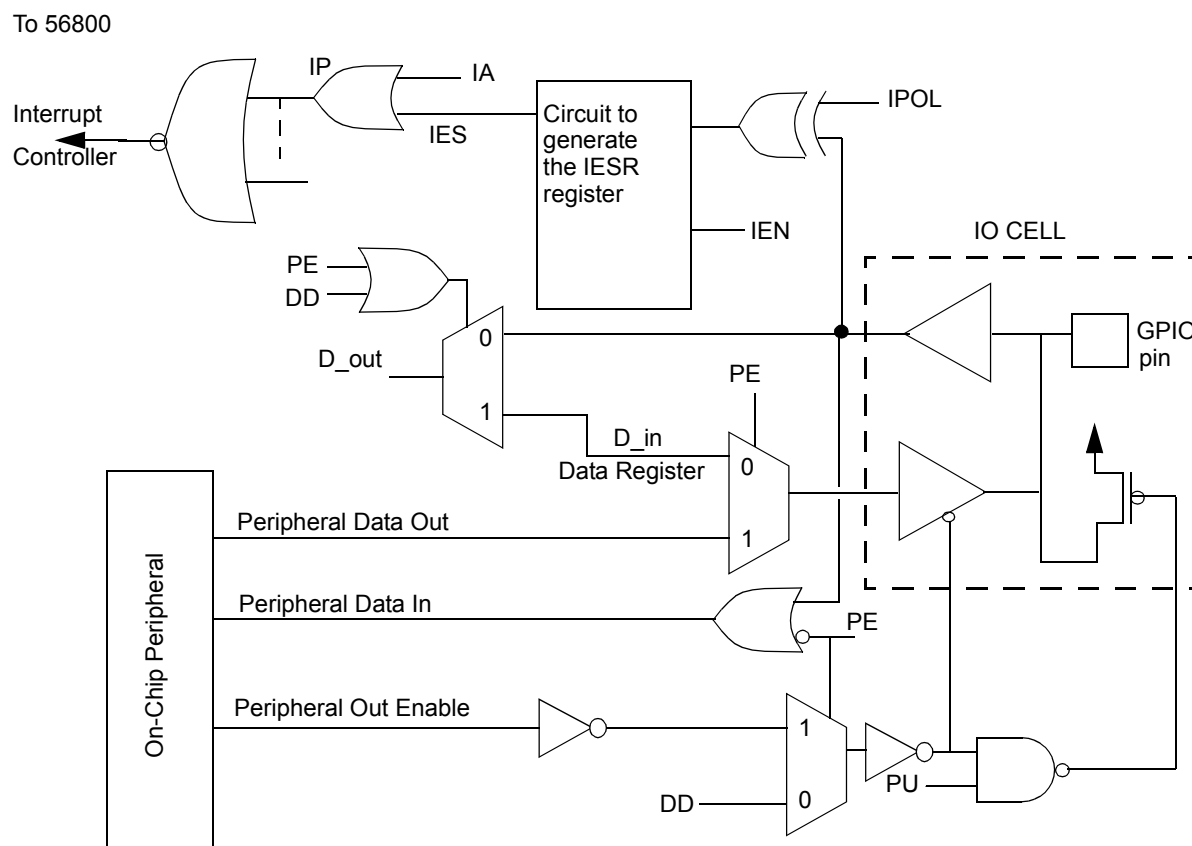 To 56800
Interrupt
Controller
IP
IA
IES
Circuit to
generate
the IESR
register
IPOL
IEN
IO CELL
PE
DD
0
1
D_out
GPIO
pin
PE
D_in
Data Register
0
1
On-Chip Peripheral
Peripheral Data Out
Peripheral Data In
PE
Peripheral Out Enable
1
0
DD
PU